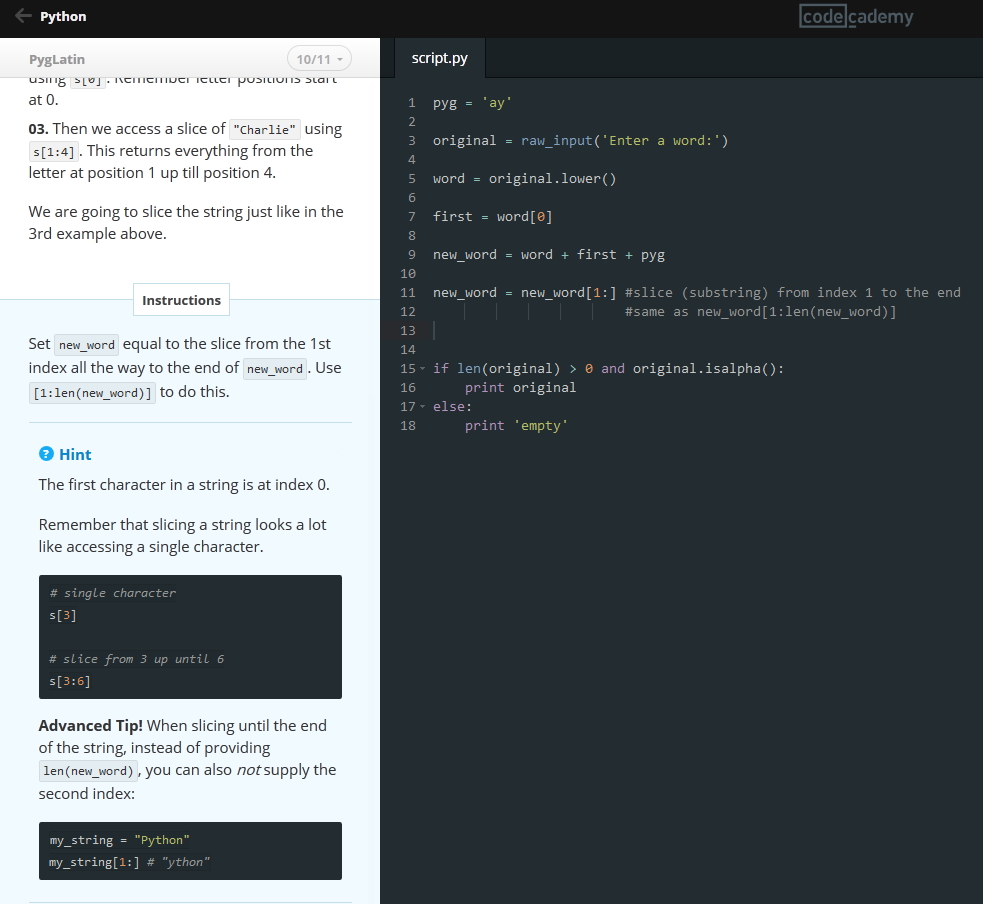 Python
codecademy
PygLatin
10/11
using s[0]. Remember letter positions start
at 0.
03. Then we access a slice of "Charlie" using
s[1:4]. This returns everything from the
letter at position 1 up till position 4.
We are going to slice the string just like in the
3rd example above.
Instructions
Set new_word equal to the slice from the 1st
index all the way to the end of new_word. Use
[1:len(new_word)] to do this.
? Hint
The first character in a string is at index 0.
Remember that slicing a string looks a lot
like accessing a single character.
# single character
s[3]
# slice from 3 up until 6
s[3:6]
Advanced Tip! When slicing until the end
of the string, instead of providing
len(new_word), you can also not supply the
second index:
my_string = "Python"
my_string[1:] # "ython"
script.py
1 pyg = 'ay'
2
3 original = raw_input('Enter a word:')
4
5 word = original.lower()
6
7 first = word[0]
8
9 new_word = word + first + pyg
10
11 new_word = new_word[1:] #slice (substring) from index 1 to the end
12 #same as new_word[1:len(new_word)]
13
14
15 if len(original) > 0 and original.isalpha():
16 print original
17 else:
18 print 'empty'